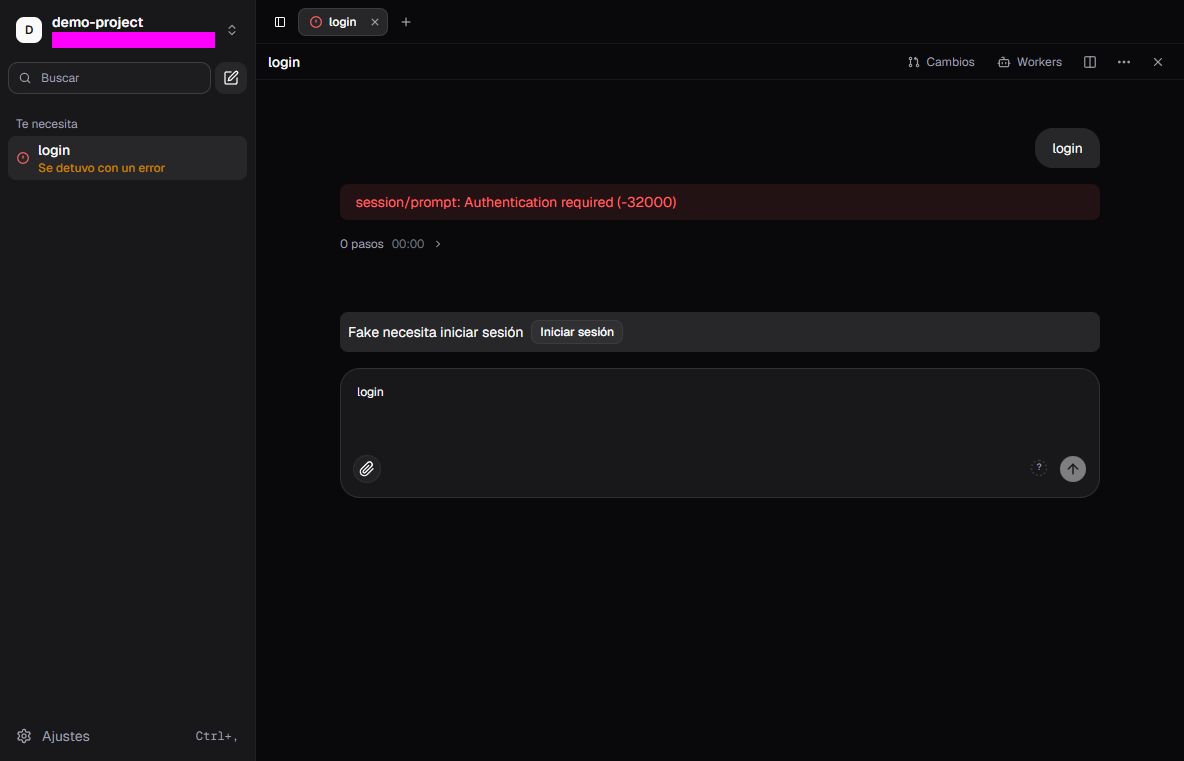 D
demo-project
Buscar
Te necesita
login
Se detuvo con un error
Ajustes
Ctrl+,
login
login
Cambios
Workers
login
session/prompt: Authentication required (-32000)
0 pasos 00:00
Fake necesita iniciar sesión
Iniciar sesión
login
?